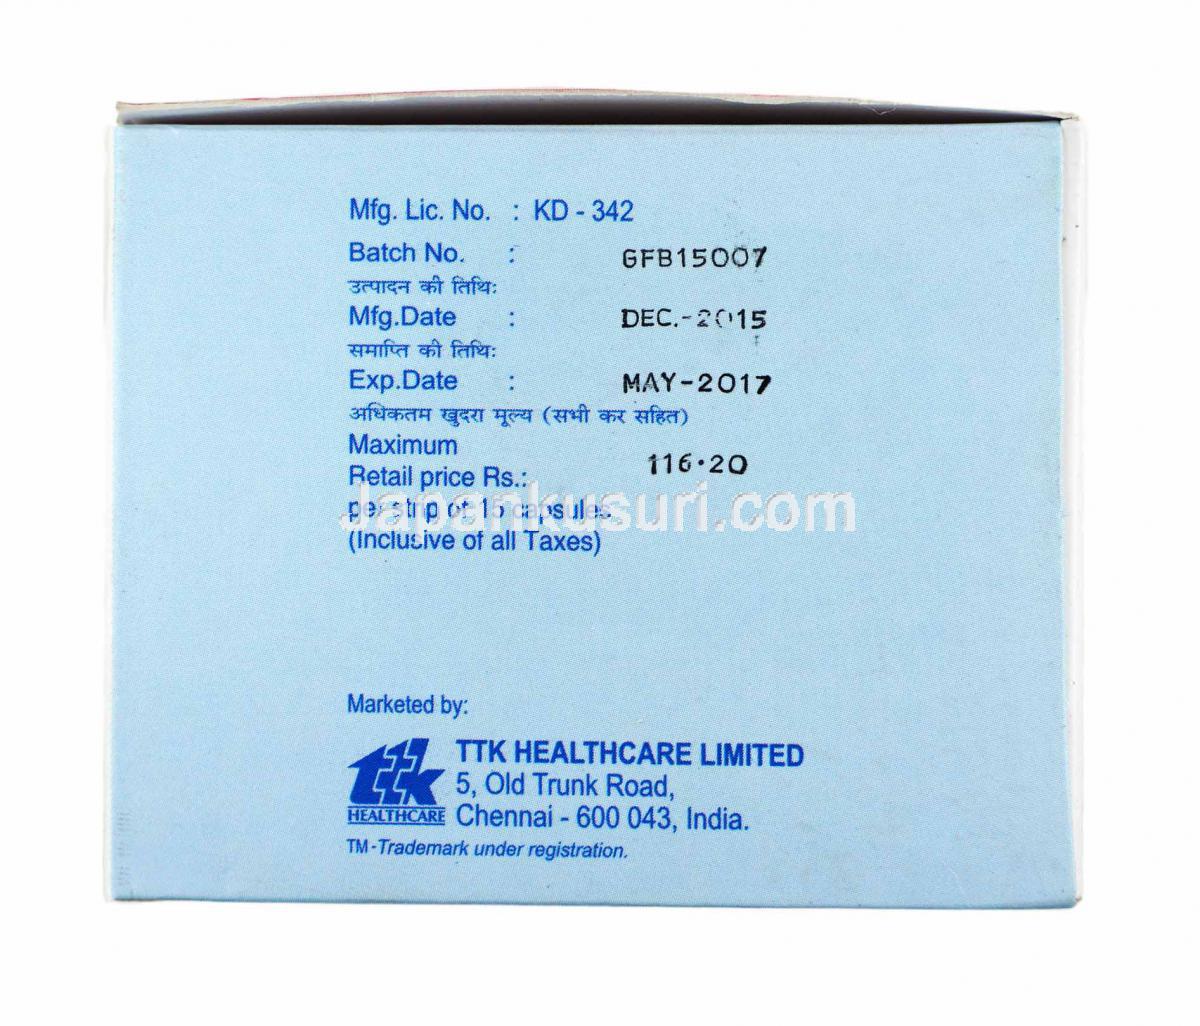 Mfg. Lic. No. : KD - 342
Batch No. : GFB15007
उत्पादन की तिथिः
Mfg.Date : DEC.-2015
समाप्ति की तिथिः
Exp.Date : MAY-2017
अधिकतम खुदरा मूल्य (सभी कर सहित)
Maximum
Retail price Rs.: 116.20
per strip of 15 capsules
Japankusuri.com
(Inclusive of all Taxes)
Marketed by:
ttk
HEALTHCARE
TTK HEALTHCARE LIMITED
5, Old Trunk Road,
Chennai - 600 043, India.
TM-Trademark under registration.